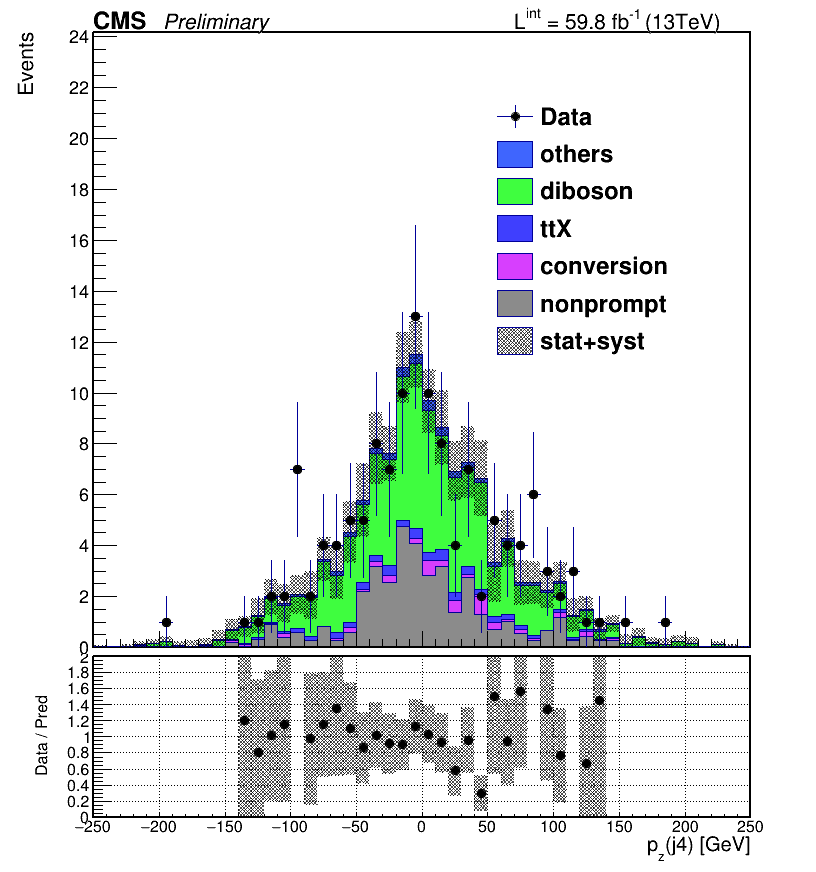 CMS Preliminary L^int = 59.8 fb^-1 (13TeV)
Events
24
22
20
18
16
14
12
10
8
6
4
2
0
Data
others
diboson
ttX
conversion
nonprompt
stat+syst
Data / Pred
2
1.8
1.6
1.4
1.2
1
0.8
0.6
0.4
0.2
0
−250 −200 −150 −100 −50 0 50 100 150 200 250
p_z(j4) [GeV]